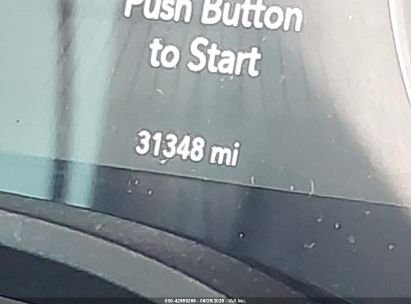 Push Button
to Start
31348 mi